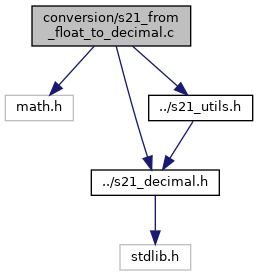 conversion/s21_from
_float_to_decimal.c
math.h
../s21_utils.h
../s21_decimal.h
stdlib.h